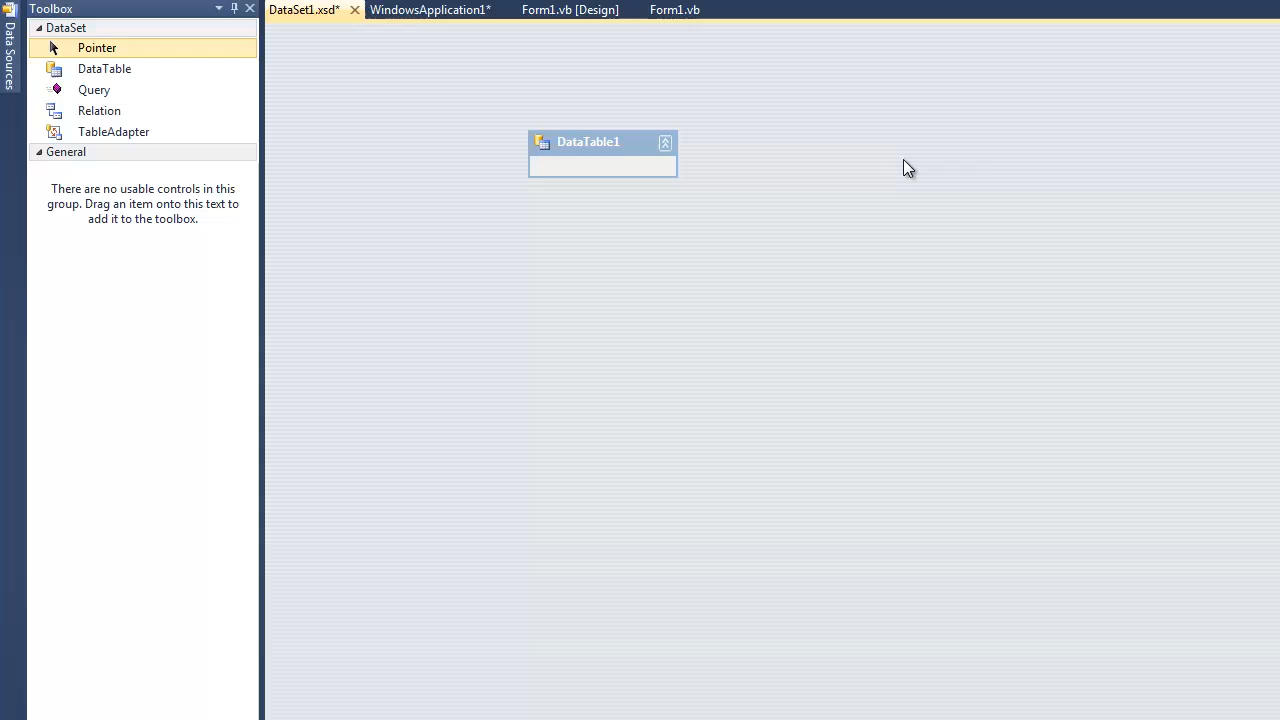 Data Sources
Toolbox
DataSet
Pointer
DataTable
Query
Relation
TableAdapter
General
There are no usable controls in this
group. Drag an item onto this text to
add it to the toolbox.
DataSet1.xsd* WindowsApplication1* Form1.vb [Design] Form1.vb
DataTable1